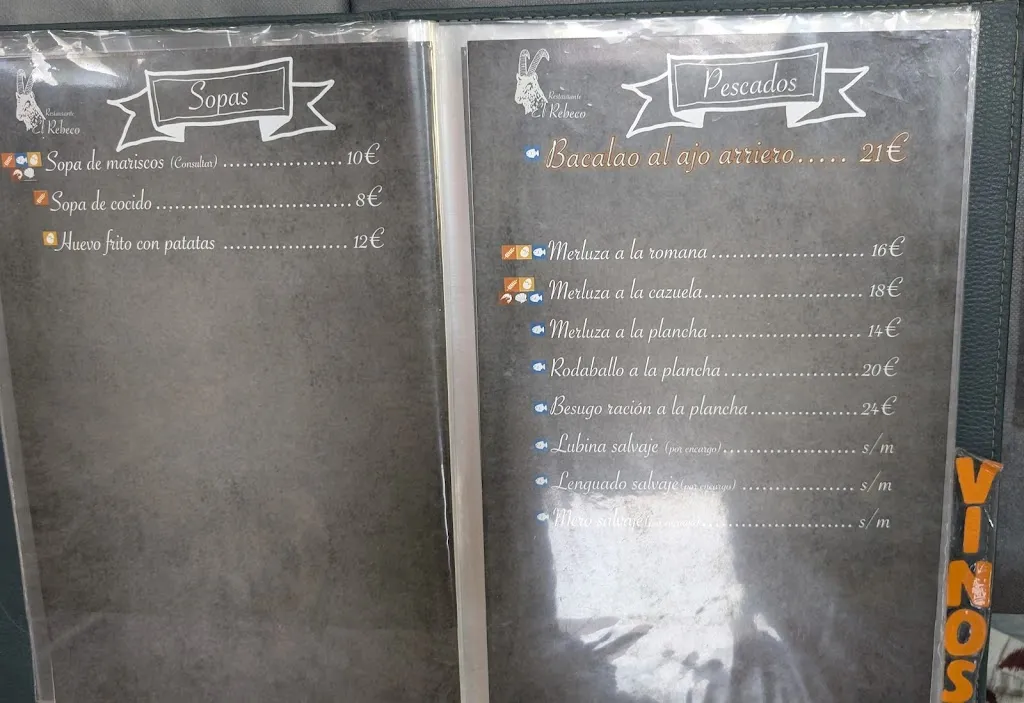 Restaurante
El Rebeco
Sopas
Sopa de mariscos (Consultar) .................. 10€
Sopa de cocido .............................. 8€
Huevo frito con patatas ................... 12€
Restaurante
El Rebeco
Pescados
Bacalao al ajo arriero..... 21€
Merluza a la romana ....................... 16€
Merluza a la cazuela........................ 18€
Merluza a la plancha ....................... 14€
Rodaballo a la plancha .....................20€
Besugo ración a la plancha.................24€
Lubina salvaje (por encargo)..................... s/m
Lenguado salvaje (por encargo) ................. s/m
Mero salvaje (por encargo)....................... s/m
VINOS